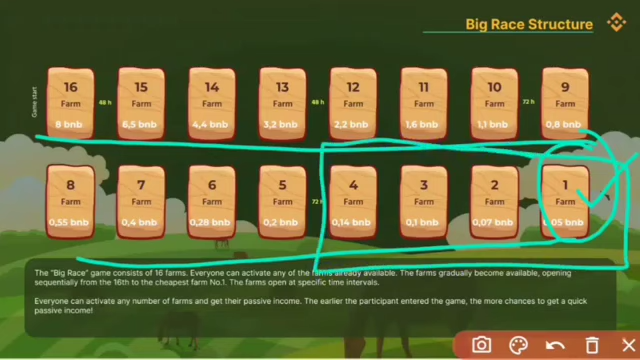 Big Race Structure
Game start
16 15 14 13 12 11 10 9
Farm Farm Farm Farm Farm Farm Farm Farm
48 h 48 h 72 h
8 bnb 6,5 bnb 4,4 bnb 3,2 bnb 2,2 bnb 1,6 bnb 1,1 bnb 0,8 bnb
8 7 6 5 4 3 2 1
Farm Farm Farm Farm Farm Farm Farm Farm
72 h
0,55 bnb 0,4 bnb 0,28 bnb 0,2 bnb 0,14 bnb 0,1 bnb 0,07 bnb 0,05 bnb
The "Big Race" game consists of 16 farms. Everyone can activate any of the farms already available. The farms gradually become available, opening
sequentially from the 16th to the cheapest farm No.1. The farms open at specific time intervals.
Everyone can activate any number of farms and get their passive income. The earlier the participant entered the game, the more chances to get a quick
passive income!